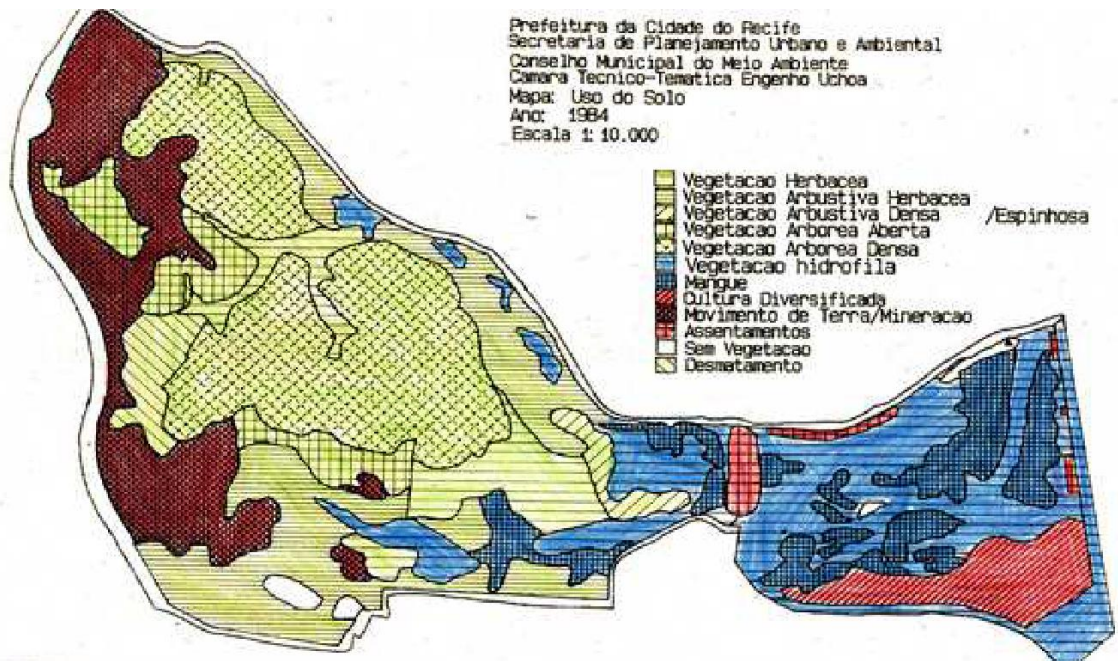 Prefeitura da Cidade do Recife
Secretaria de Planejamento Urbano e Ambiental
Conselho Municipal do Meio Ambiente
Camara Tecnico-Tematica Engenho Uchoa
Mapa: Uso do Solo
Ano: 1984
Escala 1: 10.000
Vegetacao Herbacea
Vegetacao Arbustiva Herbacea
Vegetacao Arbustiva Densa /Espinhosa
Vegetacao Arborea Aberta
Vegetacao Arborea Densa
Vegetacao hidrofila
Mangue
Cultura Diversificada
Movimento de Terra/Mineracao
Assentamentos
Sem Vegetacao
Desmatamento